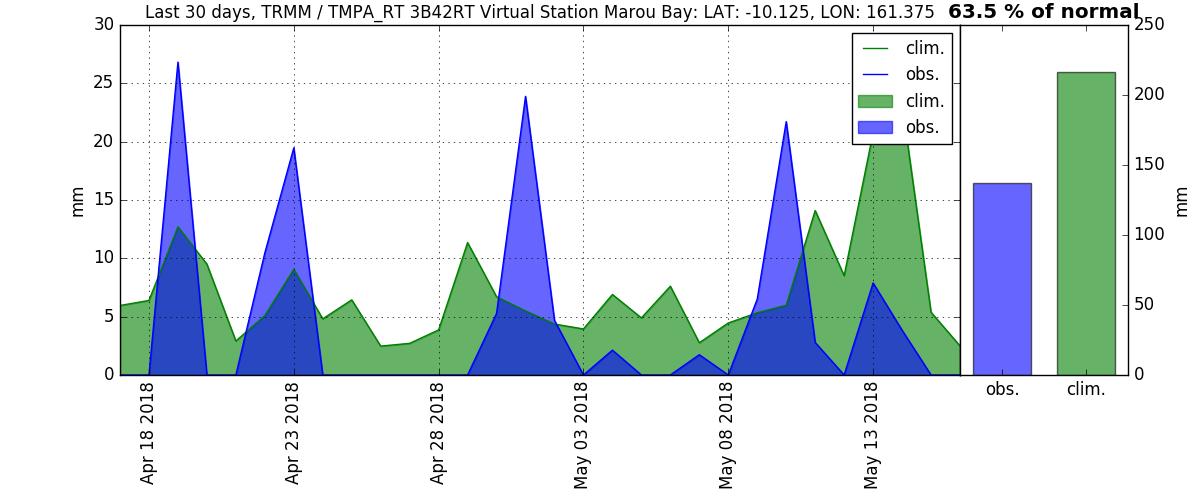 Last 30 days, TRMM / TMPA_RT 3B42RT Virtual Station Marou Bay: LAT: -10.125, LON: 161.375 63.5 % of normal
30
25
20
15
10
5
0
mm
clim.
obs.
clim.
obs.
Apr 18 2018
Apr 23 2018
Apr 28 2018
May 03 2018
May 08 2018
May 13 2018
250
200
150
100
50
0
mm
obs. clim.